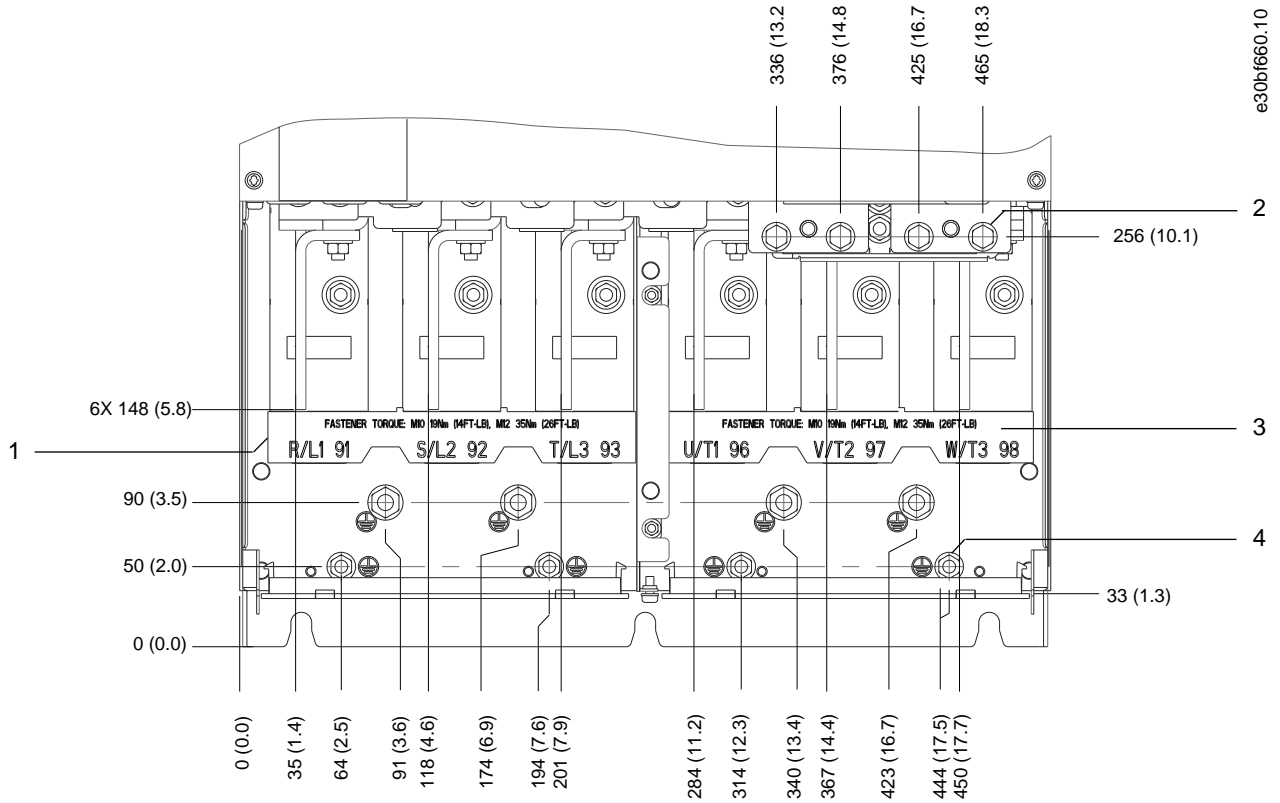 336 (13.2
376 (14.8
425 (16.7
465 (18.3
e30bf660.10
2
256 (10.1)
6X 148 (5.8)
FASTENER TORQUE: M10 19Nm (14FT-LB), M12 35Nm (26FT-LB)
FASTENER TORQUE: M10 19Nm (14FT-LB), M12 35Nm (26FT-LB)
3
1
R/L1 91
S/L2 92
T/L3 93
U/T1 96
V/T2 97
W/T3 98
90 (3.5)
4
50 (2.0)
33 (1.3)
0 (0.0)
0 (0.0)
35 (1.4)
64 (2.5)
91 (3.6)
118 (4.6)
174 (6.9)
194 (7.6)
201 (7.9)
284 (11.2)
314 (12.3)
340 (13.4)
367 (14.4)
423 (16.7)
444 (17.5)
450 (17.7)